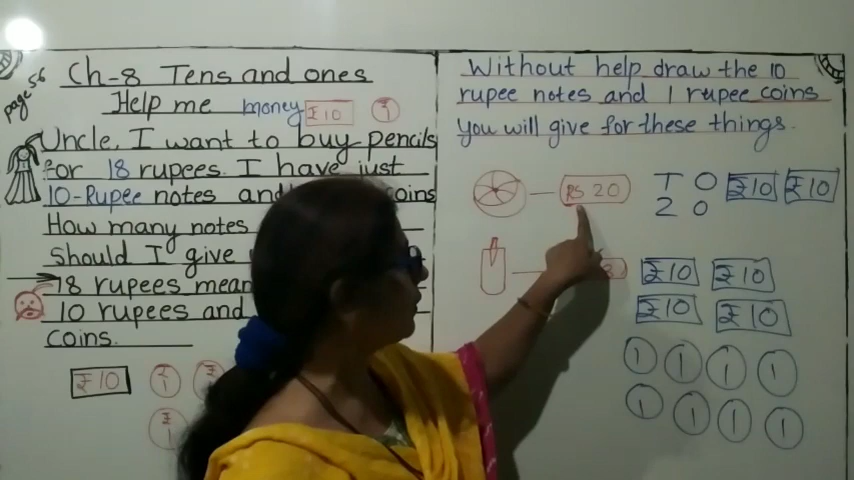 page 56
Ch-8 Tens and ones
Help me money ₹10 ₹1
Uncle, I want to buy pencils
for 18 rupees. I have just
10-Rupee notes and coins
How many notes
should I give
18 rupees mean
10 rupees and
coins.
₹10 ₹1 ₹
₹1
Without help draw the 10
rupee notes and 1 rupee coins
you will give for these things.
RS 20 T O ₹10 ₹10
2 0
8 ₹10 ₹10
₹10 ₹10
1 1 1 1
1 1 1 1